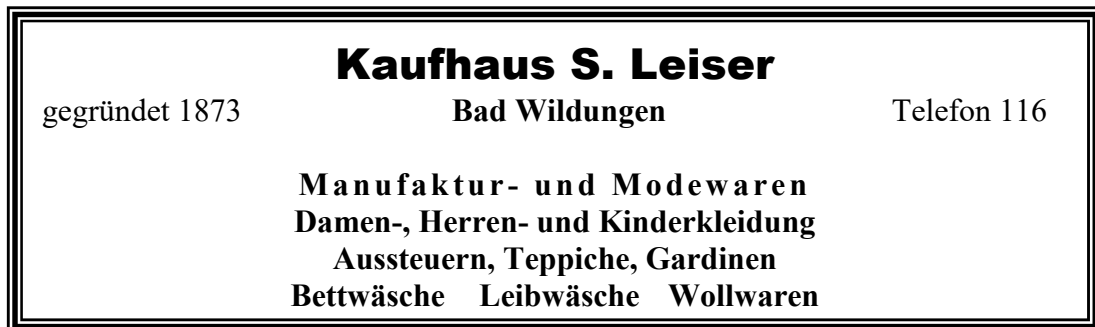 Kaufhaus S. Leiser
gegründet 1873 Bad Wildungen Telefon 116
Manufaktur- und Modewaren
Damen-, Herren- und Kinderkleidung
Aussteuern, Teppiche, Gardinen
Bettwäsche Leibwäsche Wollwaren